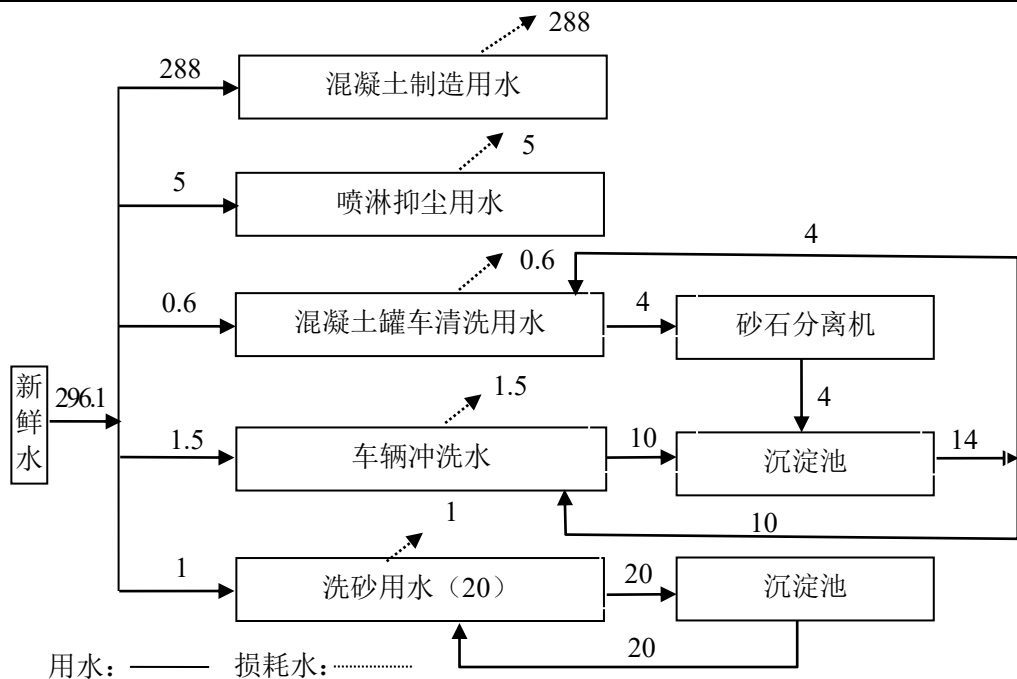 288
288
混凝土制造用水
5
5
喷淋抑尘用水
4
0.6
0.6
混凝土罐车清洗用水
4
砂石分离机
新鲜水
296.1
4
1.5
1.5
车辆冲洗水
10
沉淀池
14
10
1
1
洗砂用水（20）
20
沉淀池
20
用水：
损耗水：